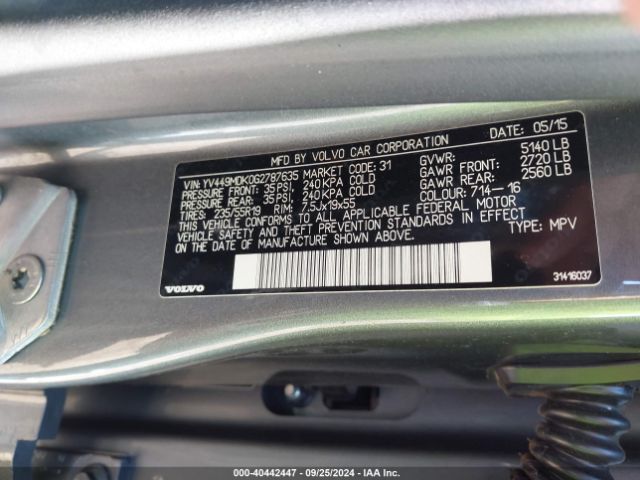 MFD BY VOLVO CAR CORPORATION DATE: 05/15
VIN: YV449MDK0G2787635 MARKET CODE: 31 GVWR: 5140 LB
PRESSURE FRONT: 35 PSI, 240 KPA COLD GAWR FRONT: 2720 LB
PRESSURE REAR: 35 PSI, 240 KPA COLD GAWR REAR: 2560 LB
TIRES: 235/55R19 RIM: 7,5Jx19x55 COLOUR: 714-16
THIS VEHICLE CONFORMS TO ALL APPLICABLE FEDERAL MOTOR
VEHICLE SAFETY AND THEFT PREVENTION STANDARDS IN EFFECT
ON THE DATE OF MANUFACTURE SHOWN ABOVE. TYPE: MPV
VOLVO 31416037
000-40442447 - 09/25/2024 - IAA Inc.